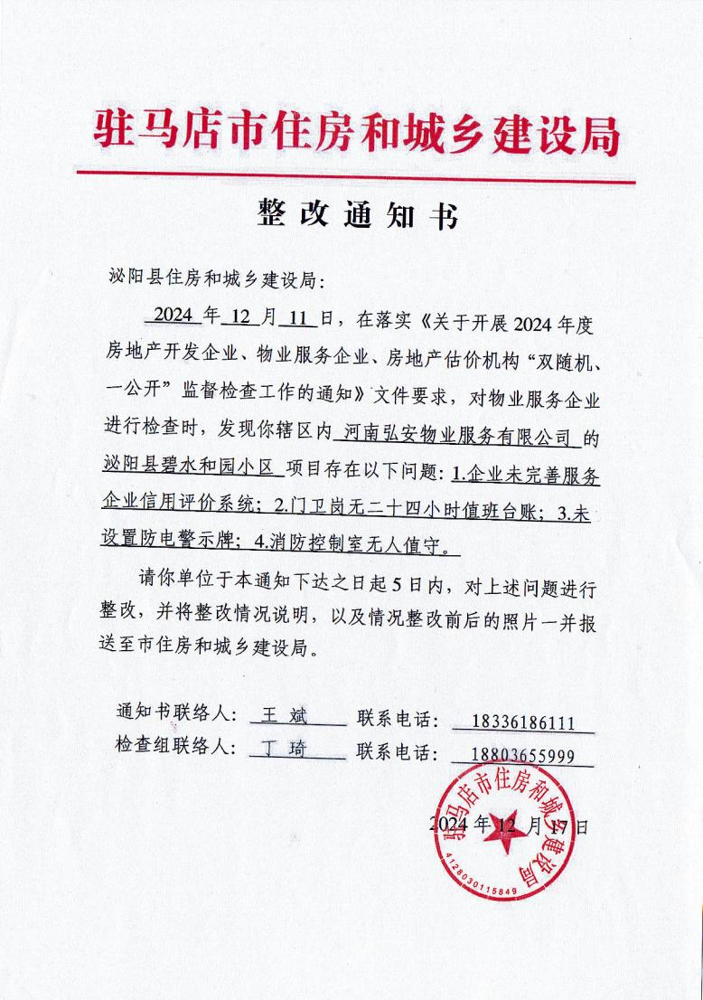 驻马店市住房和城乡建设局
整改通知书
泌阳县住房和城乡建设局：
2024 年 12 月 11 日，在落实《关于开展 2024 年度
房地产开发企业、物业服务企业、房地产估价机构“双随机、
一公开”监督检查工作的通知》文件要求，对物业服务企业
进行检查时，发现你辖区内 河南弘安物业服务有限公司 的
泌阳县碧水和园小区 项目存在以下问题：1.企业未完善服务
企业信用评价系统；2.门卫岗无二十四小时值班台账；3.未
设置防电警示牌；4.消防控制室无人值守。
请你单位于本通知下达之日起 5 日内，对上述问题进行
整改，并将整改情况说明，以及情况整改前后的照片一并报
送至市住房和城乡建设局。
通知书联络人： 王 斌 联系电话： 18336186111
检查组联络人： 丁 琦 联系电话： 18803655999
2024 年 12 月 17 日
驻马店市住房和城乡建设局
4128030115849